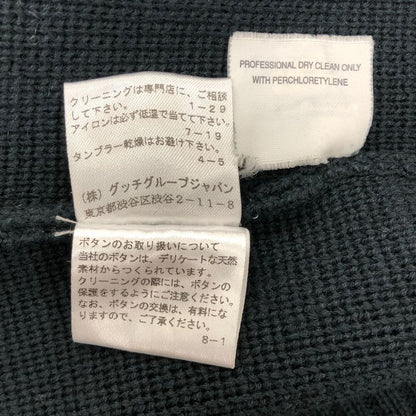 PROFESSIONAL DRY CLEAN ONLY
WITH PERCHLORETYLENE
クリーニングは専門店に、ご相談
して下さい。 1-29
アイロンは必ず低温で当てて下さい。
7-19
タンブラー乾燥はお避け下さい。
4-5
(株) グッチグループジャパン
東京都渋谷区渋谷2-11-8
ボタンのお取り扱いについて
当社のボタンは、デリケートな天然
素材からつくられています。
クリーニングの際には、ボタンの
保護をするようにご注意ください。
なお、ボタンの交換は、有料にな
りますので、ご了承ください。
8-1